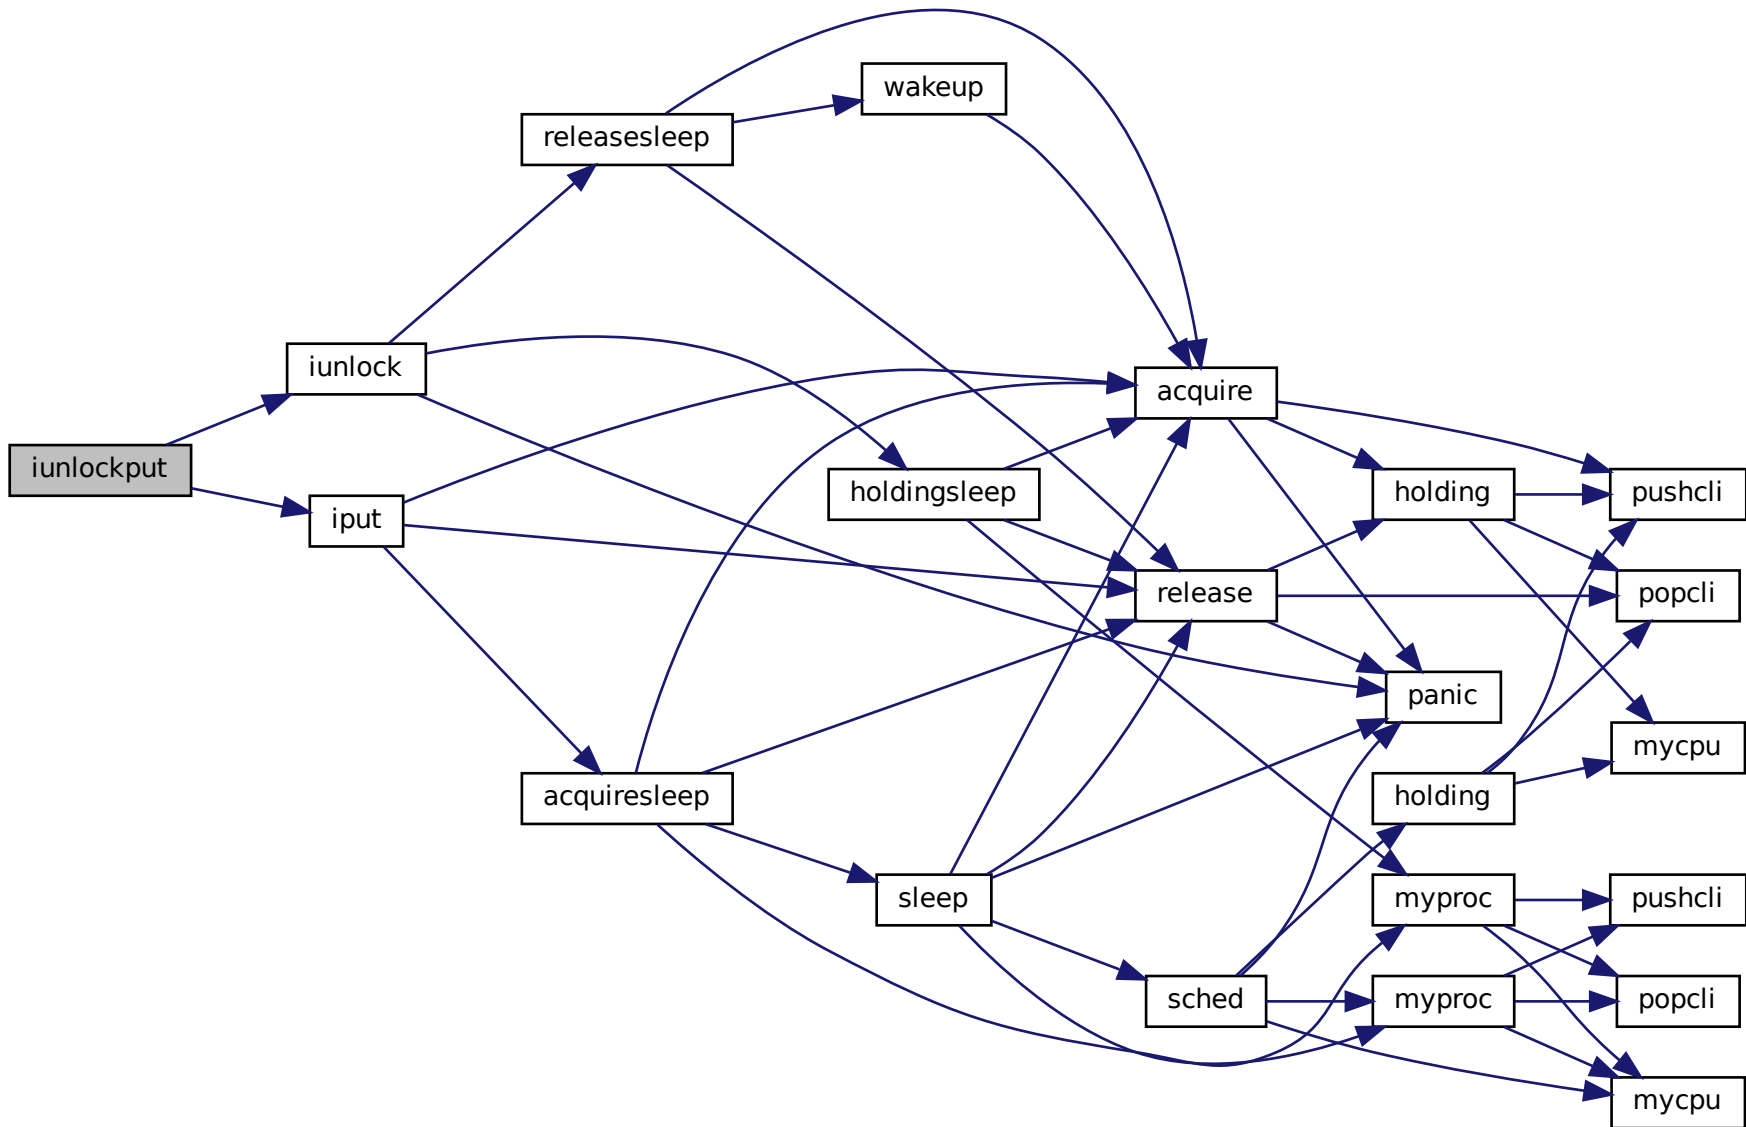 wakeup
releasesleep
iunlock
acquire
iunlockput
holdingsleep
holding
pushcli
iput
release
popcli
panic
mycpu
acquiresleep
holding
sleep
myproc
pushcli
sched
myproc
popcli
mycpu